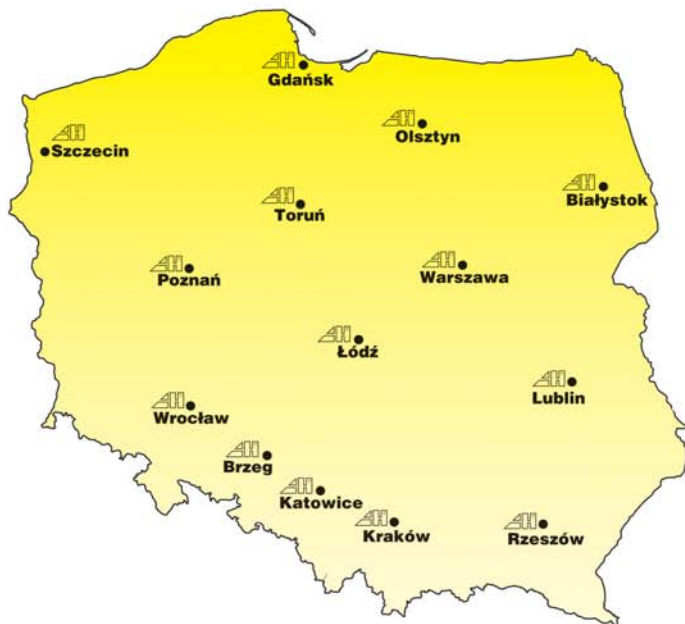 Gdańsk
Olsztyn
Szczecin
Białystok
Toruń
Warszawa
Poznań
Łódź
Lublin
Wrocław
Brzeg
Katowice
Kraków
Rzeszów